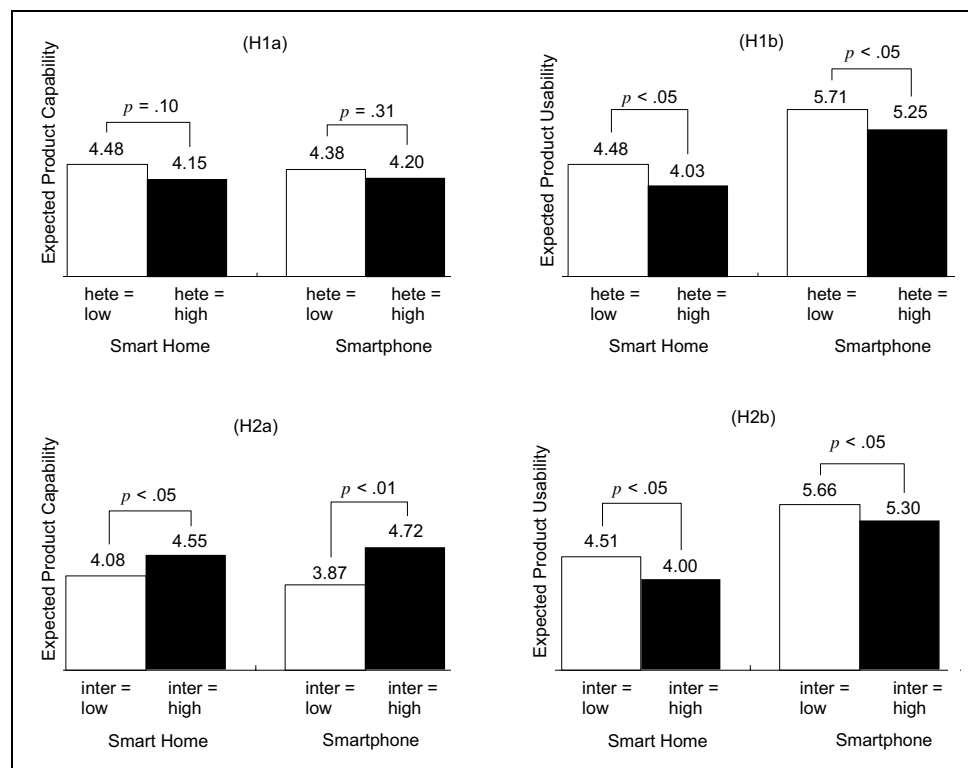 (H1a)
Expected Product Capability
p = .10
4.48
4.15
p = .31
4.38
4.20
hete =
low
hete =
high
hete =
low
hete =
high
Smart Home
Smartphone
(H1b)
Expected Product Usability
p < .05
4.48
4.03
p < .05
5.71
5.25
hete =
low
hete =
high
hete =
low
hete =
high
Smart Home
Smartphone
(H2a)
Expected Product Capability
p < .05
4.08
4.55
p < .01
3.87
4.72
inter =
low
inter =
high
inter =
low
inter =
high
Smart Home
Smartphone
(H2b)
Expected Product Usability
p < .05
4.51
4.00
p < .05
5.66
5.30
inter =
low
inter =
high
inter =
low
inter =
high
Smart Home
Smartphone